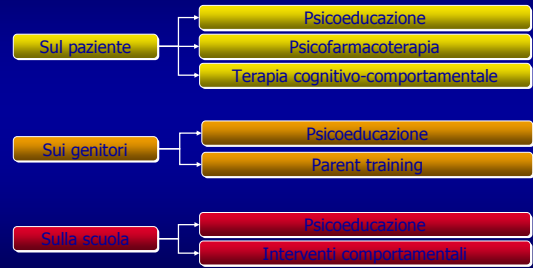 Sul paziente
Psicoeducazione
Psicofarmacoterapia
Terapia cognitivo-comportamentale
Sui genitori
Psicoeducazione
Parent training
Sulla scuola
Psicoeducazione
Interventi comportamentali